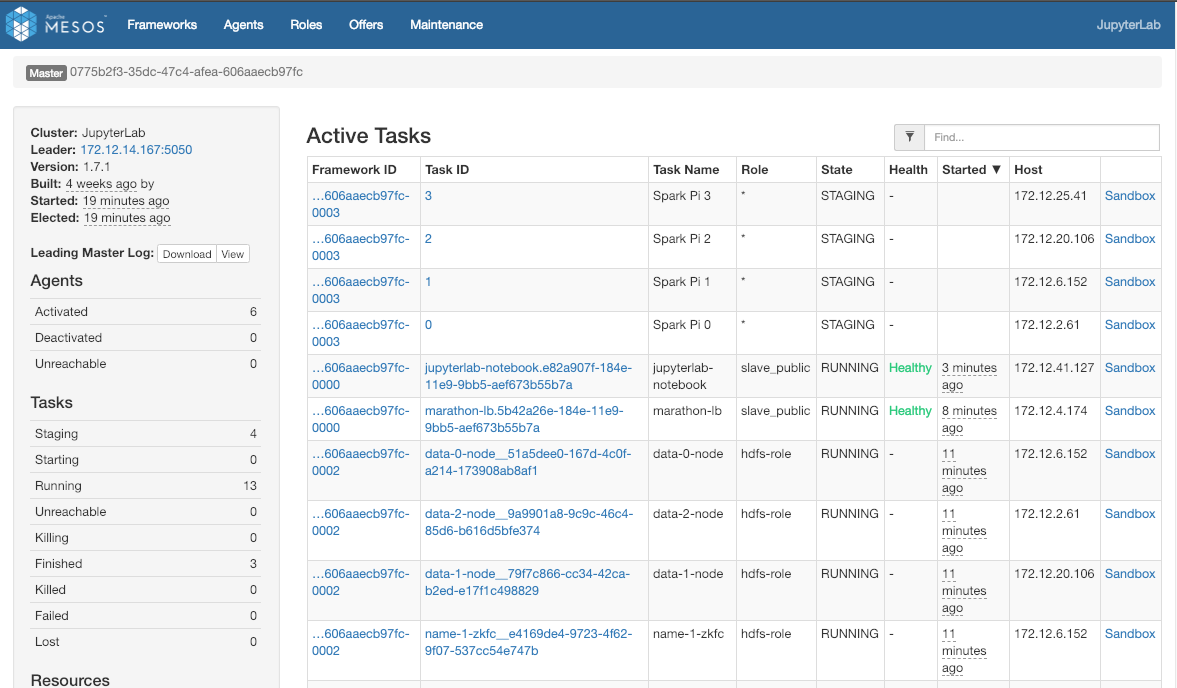 Apache
MESOS
Frameworks Agents Roles Offers Maintenance JupyterLab
Master 0775b2f3-35dc-47c4-afea-606aaecb97fc
Cluster: JupyterLab
Leader: 172.12.14.167:5050
Version: 1.7.1
Built: 4 weeks ago by
Started: 19 minutes ago
Elected: 19 minutes ago
Leading Master Log: Download View
Agents
Activated 6
Deactivated 0
Unreachable 0
Tasks
Staging 4
Starting 0
Running 13
Unreachable 0
Killing 0
Finished 3
Killed 0
Failed 0
Lost 0
Resources
Active Tasks
Find...
Framework ID Task ID Task Name Role State Health Started ▼ Host
…606aaecb97fc- 3 Spark Pi 3 * STAGING - 172.12.25.41 Sandbox
0003
…606aaecb97fc- 2 Spark Pi 2 * STAGING - 172.12.20.106 Sandbox
0003
…606aaecb97fc- 1 Spark Pi 1 * STAGING - 172.12.6.152 Sandbox
0003
…606aaecb97fc- 0 Spark Pi 0 * STAGING - 172.12.2.61 Sandbox
0003
…606aaecb97fc- jupyterlab-notebook.e82a907f-184e- jupyterlab- slave_public RUNNING Healthy 3 minutes 172.12.41.127 Sandbox
0000 11e9-9bb5-aef673b55b7a notebook ago
…606aaecb97fc- marathon-lb.5b42a26e-184e-11e9- marathon-lb slave_public RUNNING Healthy 8 minutes 172.12.4.174 Sandbox
0000 9bb5-aef673b55b7a ago
…606aaecb97fc- data-0-node__51a5dee0-167d-4c0f- data-0-node hdfs-role RUNNING - 11 172.12.6.152 Sandbox
0002 a214-173908ab8af1 minutes
ago
…606aaecb97fc- data-2-node__9a9901a8-9c9c-46c4- data-2-node hdfs-role RUNNING - 11 172.12.2.61 Sandbox
0002 85d6-b616d5bfe374 minutes
ago
…606aaecb97fc- data-1-node__79f7c866-cc34-42ca- data-1-node hdfs-role RUNNING - 11 172.12.20.106 Sandbox
0002 b2ed-e17f1c498829 minutes
ago
…606aaecb97fc- name-1-zkfc__e4169de4-9723-4f62- name-1-zkfc hdfs-role RUNNING - 11 172.12.6.152 Sandbox
0002 9f07-537cc54e747b minutes
ago